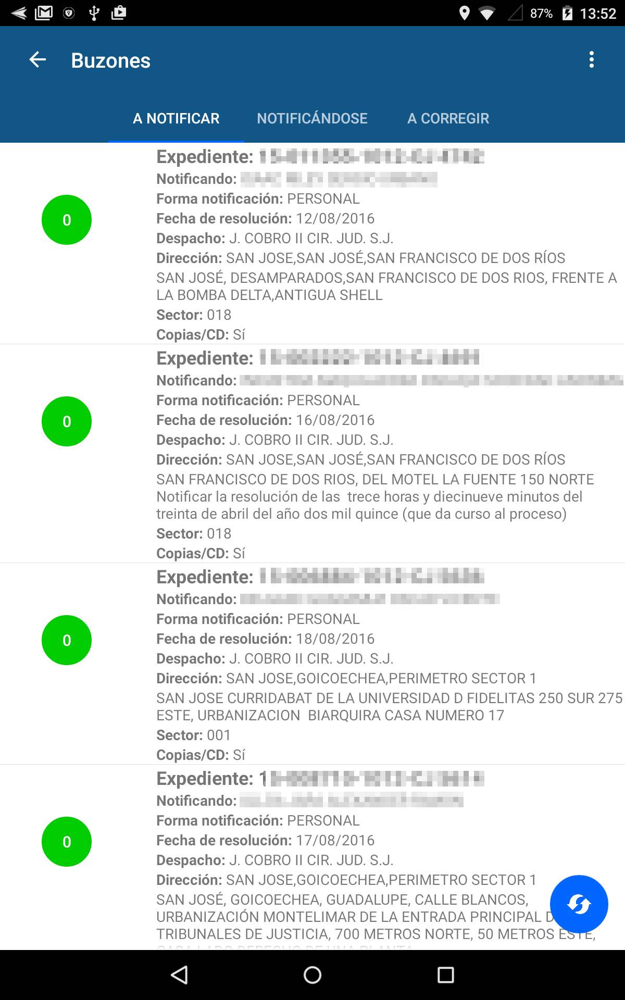 87% 13:52
Buzones
A NOTIFICAR NOTIFICÁNDOSE A CORREGIR
Expediente:
Notificando:
Forma notificación: PERSONAL
0
Fecha de resolución: 12/08/2016
Despacho: J. COBRO II CIR. JUD. S.J.
Dirección: SAN JOSE,SAN JOSÉ,SAN FRANCISCO DE DOS RÍOS
SAN JOSÉ, DESAMPARADOS,SAN FRANCISCO DE DOS RIOS, FRENTE A
LA BOMBA DELTA,ANTIGUA SHELL
Sector: 018
Copias/CD: Sí
Expediente:
Notificando:
Forma notificación: PERSONAL
0
Fecha de resolución: 16/08/2016
Despacho: J. COBRO II CIR. JUD. S.J.
Dirección: SAN JOSE,SAN JOSÉ,SAN FRANCISCO DE DOS RÍOS
SAN FRANCISCO DE DOS RIOS, DEL MOTEL LA FUENTE 150 NORTE
Notificar la resolución de las  trece horas y diecinueve minutos del
treinta de abril del año dos mil quince (que da curso al proceso)
Sector: 018
Copias/CD: Sí
Expediente:
Notificando:
Forma notificación: PERSONAL
0
Fecha de resolución: 18/08/2016
Despacho: J. COBRO II CIR. JUD. S.J.
Dirección: SAN JOSE,GOICOECHEA,PERIMETRO SECTOR 1
SAN JOSE CURRIDABAT DE LA UNIVERSIDAD D FIDELITAS 250 SUR 275
ESTE, URBANIZACION  BIARQUIRA CASA NUMERO 17
Sector: 001
Copias/CD: Sí
Expediente:
Notificando:
Forma notificación: PERSONAL
0
Fecha de resolución: 17/08/2016
Despacho: J. COBRO II CIR. JUD. S.J.
Dirección: SAN JOSE,GOICOECHEA,PERIMETRO SECTOR 1
SAN JOSÉ, GOICOECHEA, GUADALUPE, CALLE BLANCOS,
URBANIZACIÓN MONTELIMAR DE LA ENTRADA PRINCIPAL
TRIBUNALES DE JUSTICIA, 700 METROS NORTE, 50 METROS ESTE,
CASA LADO DERECHO DE UNA PLANTA